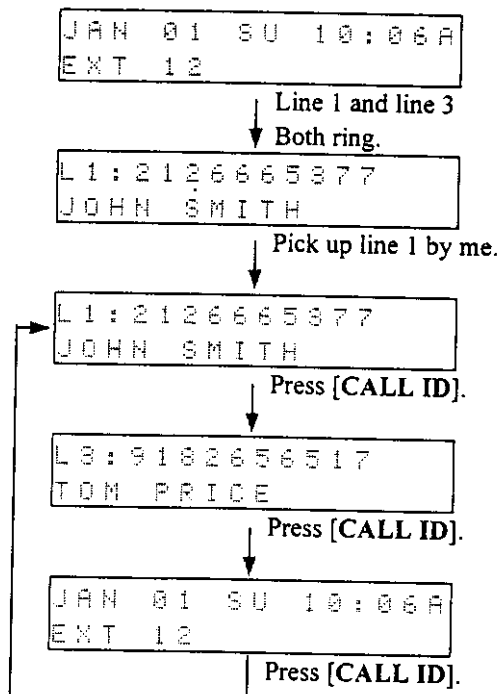 JAN 01 SU 10:06A
EXT 12
Line 1 and line 3
Both ring.
L1:2126665877
JOHN SMITH
Pick up line 1 by me.
L1:2126665877
JOHN SMITH
Press [CALL ID].
L3:9182656517
TOM PRICE
Press [CALL ID].
JAN 01 SU 10:06A
EXT 12
Press [CALL ID].